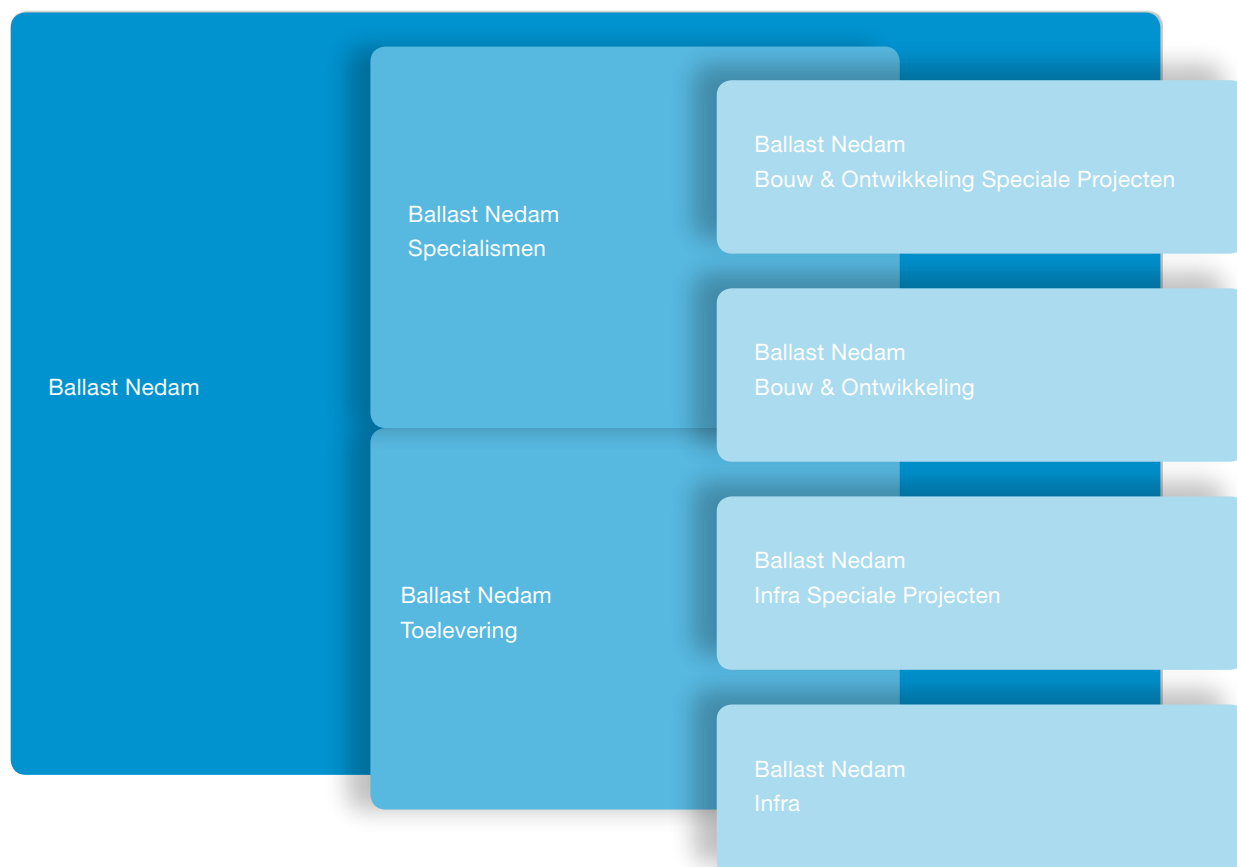 Ballast Nedam
Ballast Nedam
Specialismen
Ballast Nedam
Toelevering
Ballast Nedam
Bouw & Ontwikkeling Speciale Projecten
Ballast Nedam
Bouw & Ontwikkeling
Ballast Nedam
Infra Speciale Projecten
Ballast Nedam
Infra